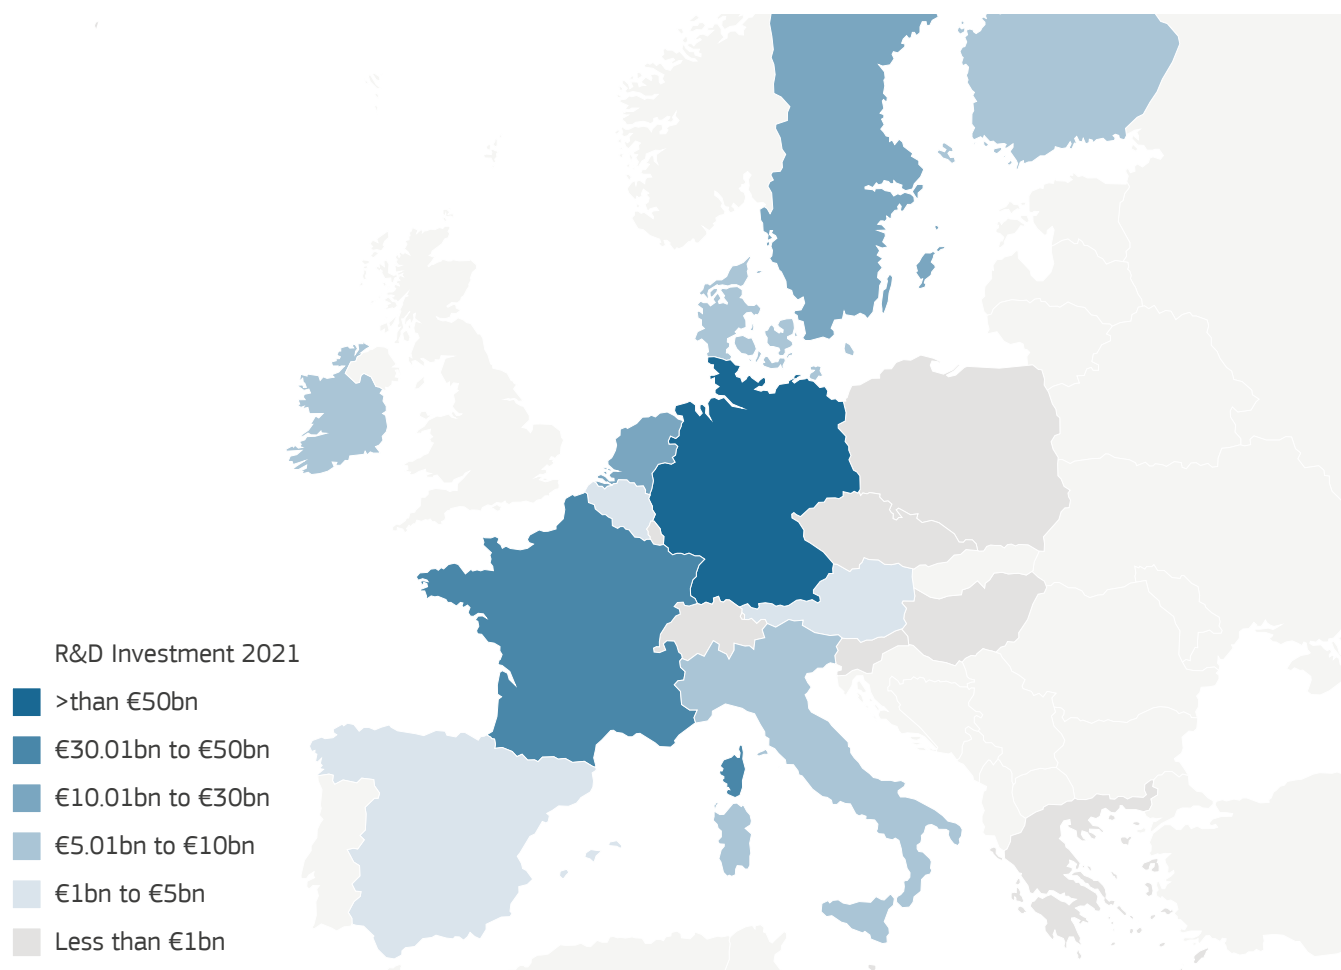 R&D Investment 2021
>than €50bn
€30.01bn to €50bn
€10.01bn to €30bn
€5.01bn to €10bn
€1bn to €5bn
Less than €1bn